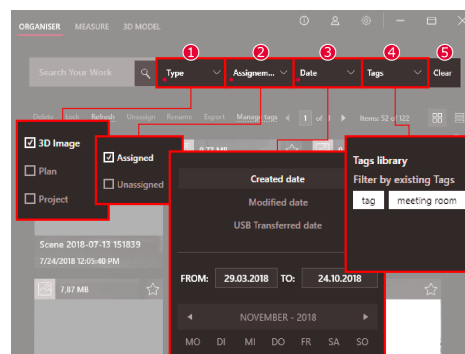 ORGANISER MEASURE 3D MODEL
1 2 3 4 5
Search Your Work Type Assignem... Date Tags Clear
Delete Lock Refresh Unassign Rename Export Manage tags 1 of 1 Items: 52 of 122
3D Image
Plan
Project
Assigned
Unassigned
Created date
Modified date
USB Transferred date
FROM: 29.03.2018 TO: 24.10.2018
NOVEMBER - 2018
MO DI MI DO FR SA SO
Tags library
Filter by existing Tags
tag meeting room
Scene 2018-07-13 151839
7/24/2018 12:05:40 PM
7,87 MB